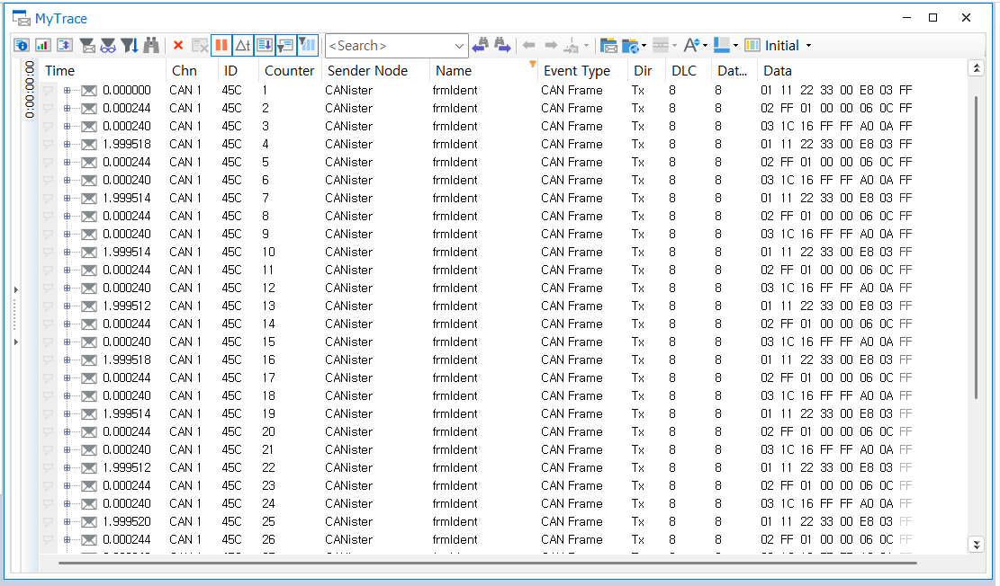 MyTrace
<Search>
Initial
0:00:00:00
Time Chn ID Counter Sender Node Name Event Type Dir DLC Dat... Data
0.000000 CAN 1 45C 1 CANister frmIdent CAN Frame Tx 8 8 01 11 22 33 00 E8 03 FF
0.000244 CAN 1 45C 2 CANister frmIdent CAN Frame Tx 8 8 02 FF 01 00 00 06 0C FF
0.000240 CAN 1 45C 3 CANister frmIdent CAN Frame Tx 8 8 03 1C 16 FF FF A0 0A FF
1.999518 CAN 1 45C 4 CANister frmIdent CAN Frame Tx 8 8 01 11 22 33 00 E8 03 FF
0.000244 CAN 1 45C 5 CANister frmIdent CAN Frame Tx 8 8 02 FF 01 00 00 06 0C FF
0.000240 CAN 1 45C 6 CANister frmIdent CAN Frame Tx 8 8 03 1C 16 FF FF A0 0A FF
1.999514 CAN 1 45C 7 CANister frmIdent CAN Frame Tx 8 8 01 11 22 33 00 E8 03 FF
0.000244 CAN 1 45C 8 CANister frmIdent CAN Frame Tx 8 8 02 FF 01 00 00 06 0C FF
0.000240 CAN 1 45C 9 CANister frmIdent CAN Frame Tx 8 8 03 1C 16 FF FF A0 0A FF
1.999514 CAN 1 45C 10 CANister frmIdent CAN Frame Tx 8 8 01 11 22 33 00 E8 03 FF
0.000244 CAN 1 45C 11 CANister frmIdent CAN Frame Tx 8 8 02 FF 01 00 00 06 0C FF
0.000240 CAN 1 45C 12 CANister frmIdent CAN Frame Tx 8 8 03 1C 16 FF FF A0 0A FF
1.999512 CAN 1 45C 13 CANister frmIdent CAN Frame Tx 8 8 01 11 22 33 00 E8 03 FF
0.000244 CAN 1 45C 14 CANister frmIdent CAN Frame Tx 8 8 02 FF 01 00 00 06 0C FF
0.000240 CAN 1 45C 15 CANister frmIdent CAN Frame Tx 8 8 03 1C 16 FF FF A0 0A FF
1.999518 CAN 1 45C 16 CANister frmIdent CAN Frame Tx 8 8 01 11 22 33 00 E8 03 FF
0.000244 CAN 1 45C 17 CANister frmIdent CAN Frame Tx 8 8 02 FF 01 00 00 06 0C FF
0.000240 CAN 1 45C 18 CANister frmIdent CAN Frame Tx 8 8 03 1C 16 FF FF A0 0A FF
1.999514 CAN 1 45C 19 CANister frmIdent CAN Frame Tx 8 8 01 11 22 33 00 E8 03 FF
0.000244 CAN 1 45C 20 CANister frmIdent CAN Frame Tx 8 8 02 FF 01 00 00 06 0C FF
0.000240 CAN 1 45C 21 CANister frmIdent CAN Frame Tx 8 8 03 1C 16 FF FF A0 0A FF
1.999512 CAN 1 45C 22 CANister frmIdent CAN Frame Tx 8 8 01 11 22 33 00 E8 03 FF
0.000244 CAN 1 45C 23 CANister frmIdent CAN Frame Tx 8 8 02 FF 01 00 00 06 0C FF
0.000240 CAN 1 45C 24 CANister frmIdent CAN Frame Tx 8 8 03 1C 16 FF FF A0 0A FF
1.999520 CAN 1 45C 25 CANister frmIdent CAN Frame Tx 8 8 01 11 22 33 00 E8 03 FF
0.000244 CAN 1 45C 26 CANister frmIdent CAN Frame Tx 8 8 02 FF 01 00 00 06 0C FF